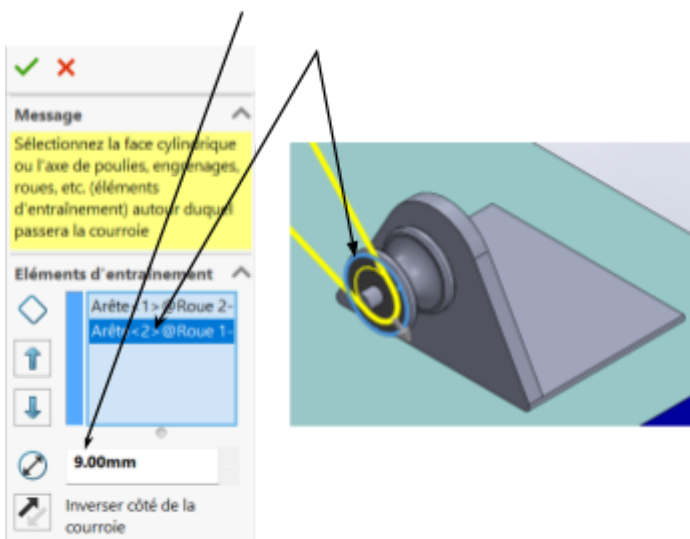 Message
Sélectionnez la face cylindrique
ou l'axe de poulies, engrenages,
roues, etc. (éléments
d'entraînement) autour duquel
passera la courroie
Eléments d'entraînement
Arête<1>@Roue 2-
Arête<2>@Roue 1-
9.00mm
Inverser côté de la
courroie